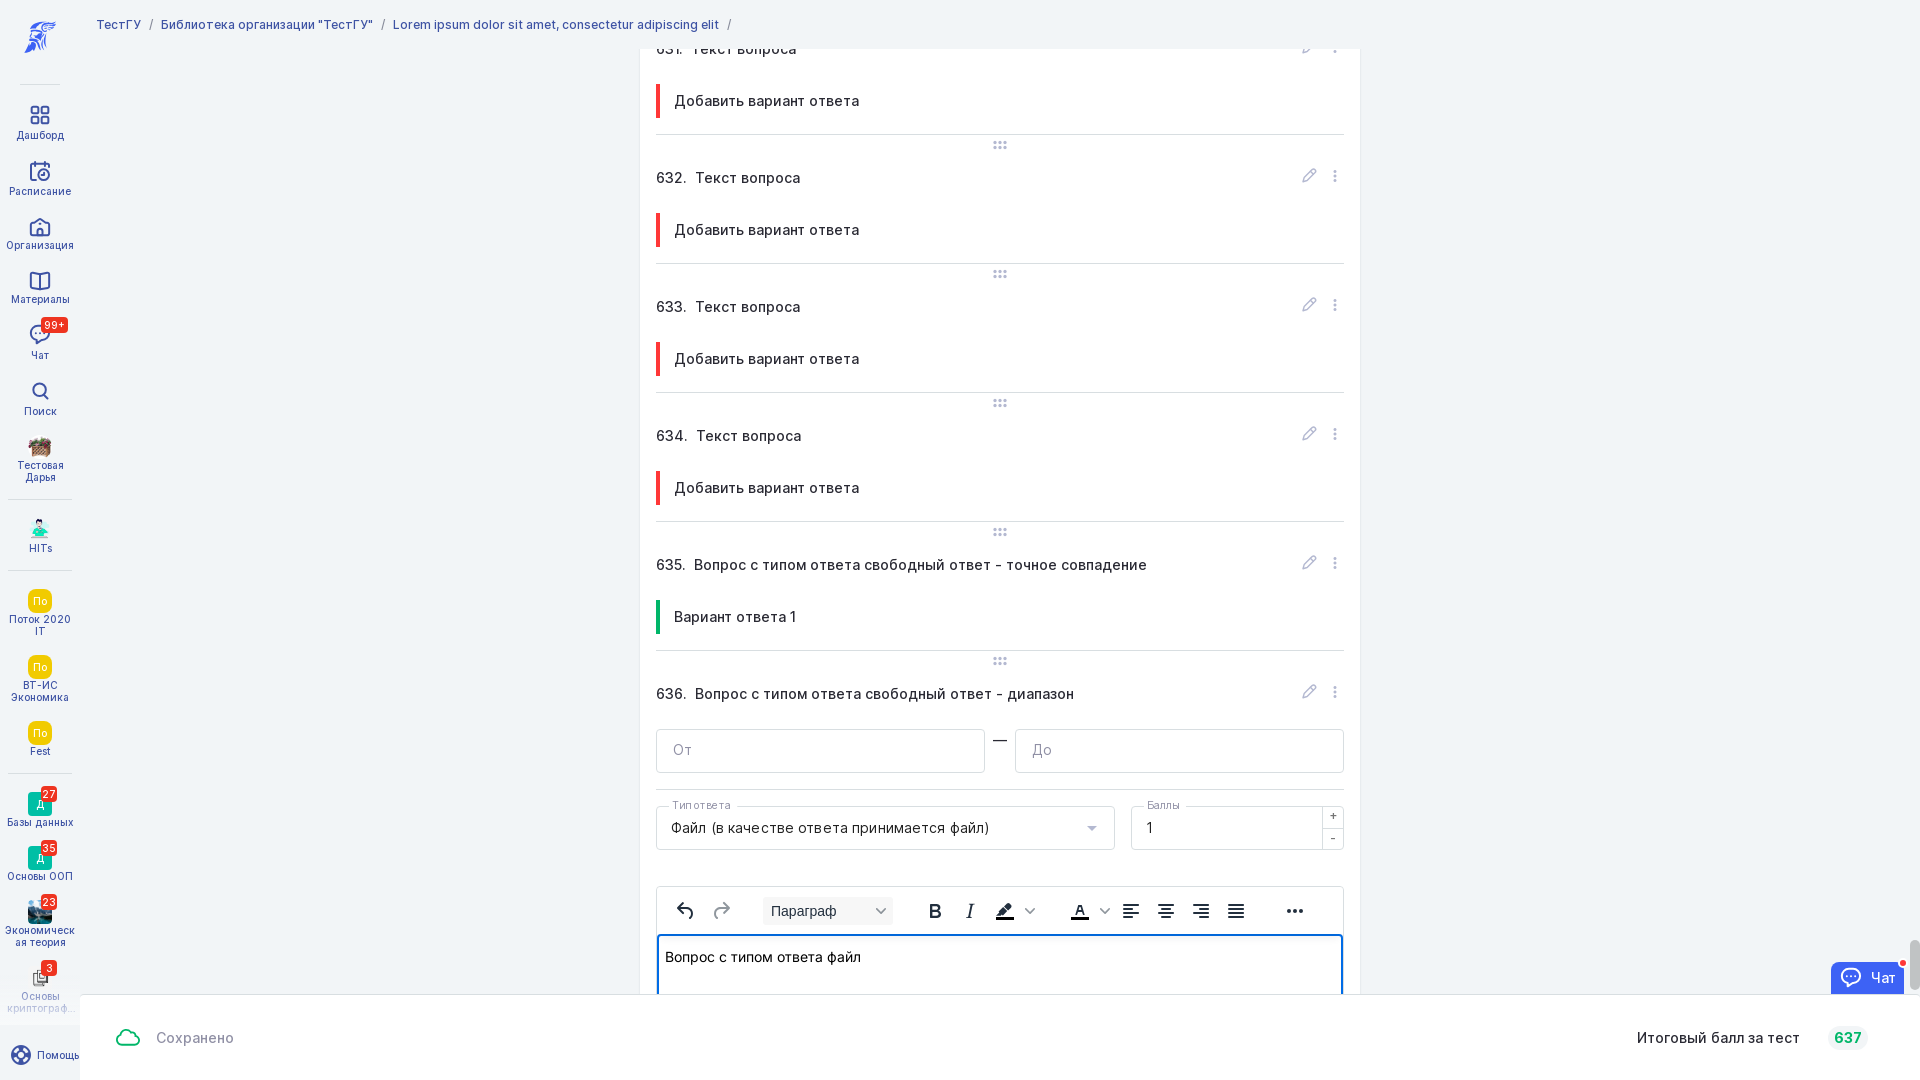 ТестГУ / Библиотека организации "ТестГУ" / Lorem ipsum dolor sit amet, consectetur adipiscing elit /
Дашборд
Расписание
Организация
Материалы
99+
Чат
Поиск
Тестовая
Дарья
HITs
По
Поток 2020
IT
По
ВТ-ИС
Экономика
По
Fest
27
Д
Базы данных
35
Д
Основы ООП
23
Экономическ
ая теория
3
Основы
криптограф...
Помощь
631. Текст вопроса
Добавить вариант ответа
632. Текст вопроса
Добавить вариант ответа
633. Текст вопроса
Добавить вариант ответа
634. Текст вопроса
Добавить вариант ответа
635. Вопрос с типом ответа свободный ответ - точное совпадение
Вариант ответа 1
636. Вопрос с типом ответа свободный ответ - диапазон
От — До
Тип ответа
Файл (в качестве ответа принимается файл)
Баллы
1
+
-
Параграф
Вопрос с типом ответа файл
Чат
Сохранено
Итоговый балл за тест 637